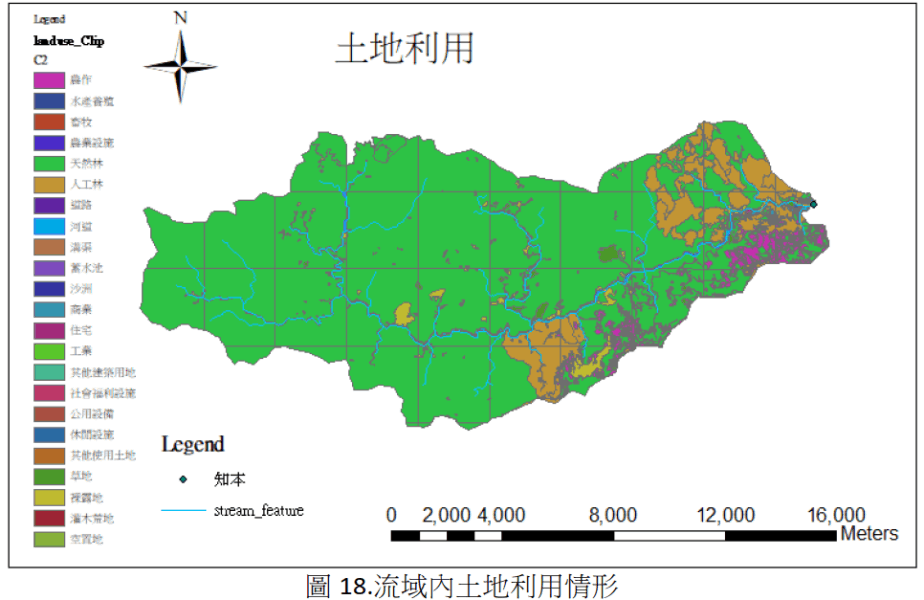 Legend
landuse_Clip
C2
農作
水產養殖
畜牧
農業設施
天然林
人工林
道路
河道
溝渠
蓄水池
沙洲
商業
住宅
工業
其他建築用地
社會福利設施
公用設備
休閒設施
其他使用土地
草地
裸露地
灌木荒地
空置地
N
土地利用
Legend
知本
stream_feature
0 2,000 4,000 8,000 12,000 16,000
Meters
圖 18.流域內土地利用情形